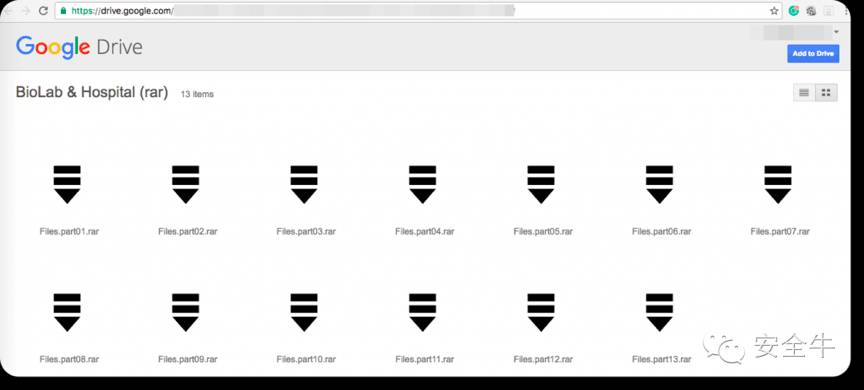 https://drive.google.com/
Google Drive
Add to Drive
BioLab & Hospital (rar) 13 items
Files.part01.rar Files.part02.rar Files.part03.rar Files.part04.rar Files.part05.rar Files.part06.rar Files.part07.rar
Files.part08.rar Files.part09.rar Files.part10.rar Files.part11.rar Files.part12.rar Files.part13.rar
安全牛